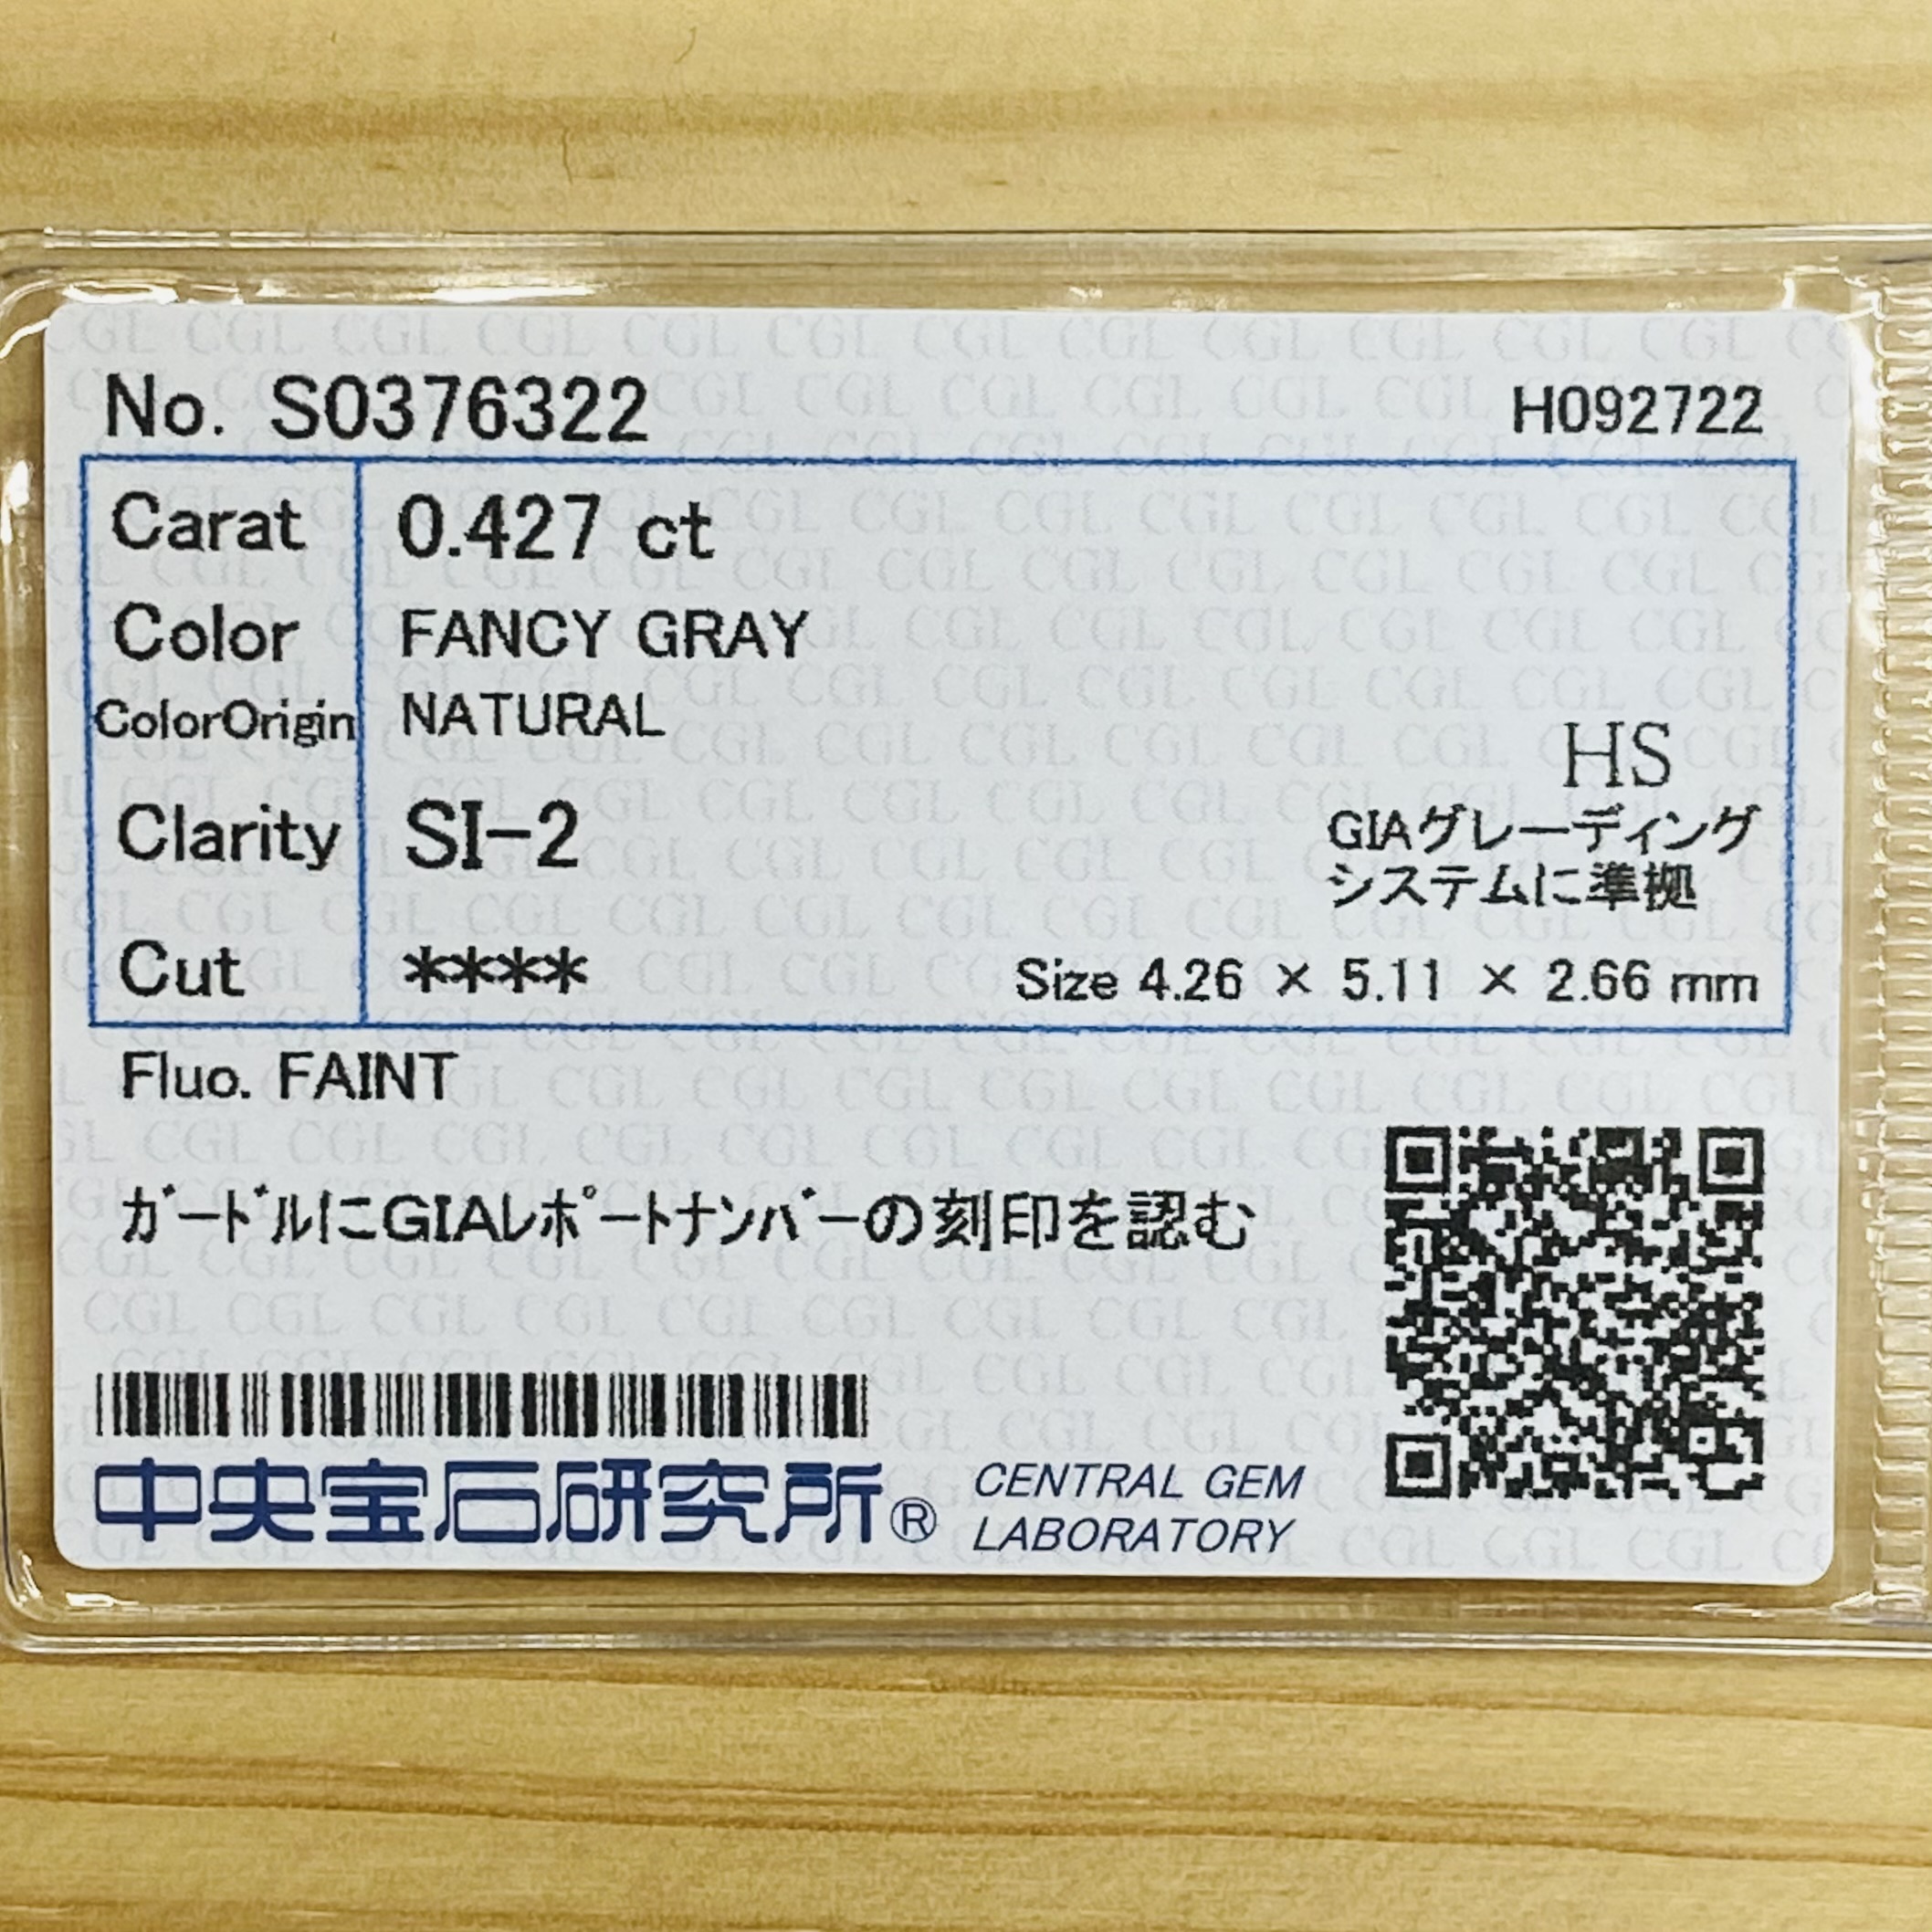 No. S0376322 H092722
Carat 0.427 ct
Color FANCY GRAY
ColorOrigin NATURAL
HS
Clarity SI-2 GIAグレーディング
システムに準拠
Cut **** Size 4.26 × 5.11 × 2.66 mm
Fluo. FAINT
ｶﾞｰﾄﾞﾙにGIAﾚﾎﾟｰﾄﾅﾝﾊﾞｰの刻印を認む
中央宝石研究所® CENTRAL GEM
LABORATORY